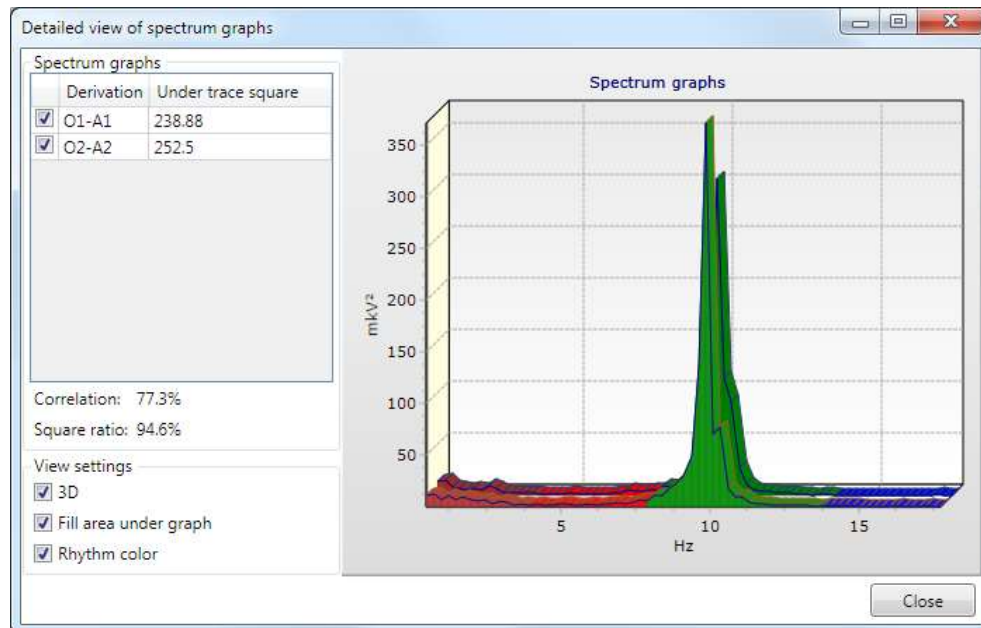 Detailed view of spectrum graphs
Spectrum graphs
Derivation Under trace square
O1-A1 238.88
O2-A2 252.5
Correlation: 77.3%
Square ratio: 94.6%
View settings
3D
Fill area under graph
Rhythm color
Spectrum graphs
mkV²
350
300
250
200
150
100
50
5 10 15
Hz
Close